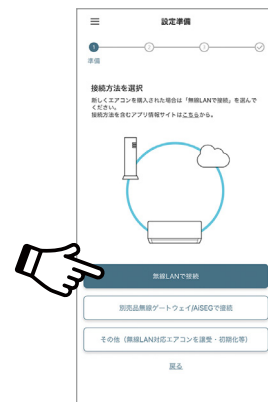 設定準備
1 2 3
準備
接続方法を選択
新しくエアコンを購入された場合は「無線LANで接続」を選んで
ください。
接続方法を含むアプリ情報サイトはこちらから。
無線LANで接続
別売品無線ゲートウェイ/AiSEGで接続
その他（無線LAN対応エアコンを譲受・初期化等）
戻る